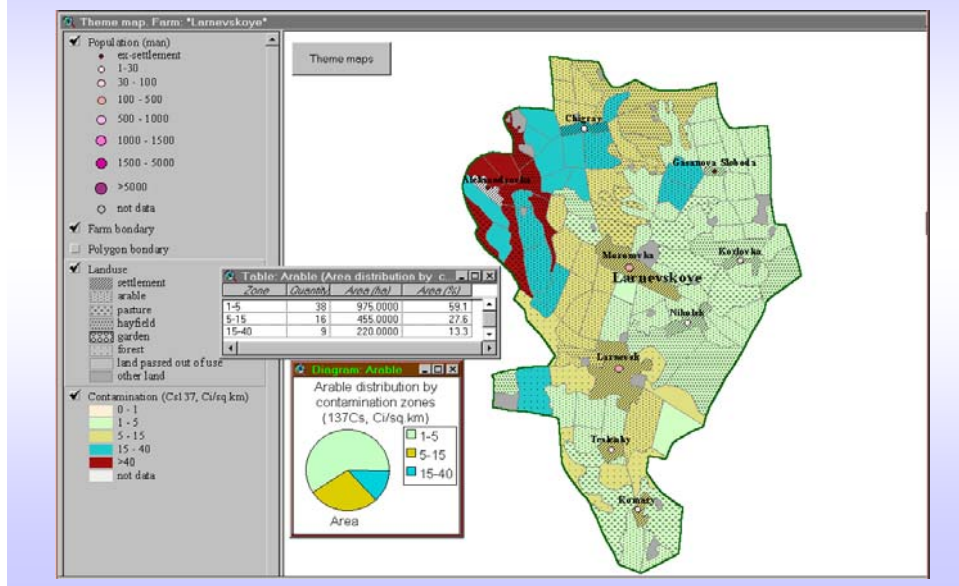 Theme map. Farm: "Larnevskoye"
Population (man)
ex-settlement
1-30
30 - 100
100 - 500
500 - 1000
1000 - 1500
1500 - 5000
>5000
not data
Farm bondary
Polygon bondary
Landuse
settlement
arable
pasture
hayfield
garden
forest
land passed out of use
other land
Contamination (Cs137, Ci/sq km)
0 - 1
1 - 5
5 - 15
15 - 40
>40
not data
Theme maps
Chigray
Gasanova Sloboda
Aleksandrovka
Moromvka
Kozlovka
Larnevskoye
Nikolsk
Larnevsk
Teslenky
Komary
Table: Arable (Area distribution by c...
Zone Quantity Area (ha) Area (%)
1-5 38 975.0000 59.1
5-15 16 455.0000 27.6
15-40 9 220.0000 13.3
Diagram: Arable
Arable distribution by
contamination zones
(137Cs, Ci/sq km)
1-5
5-15
15-40
Area